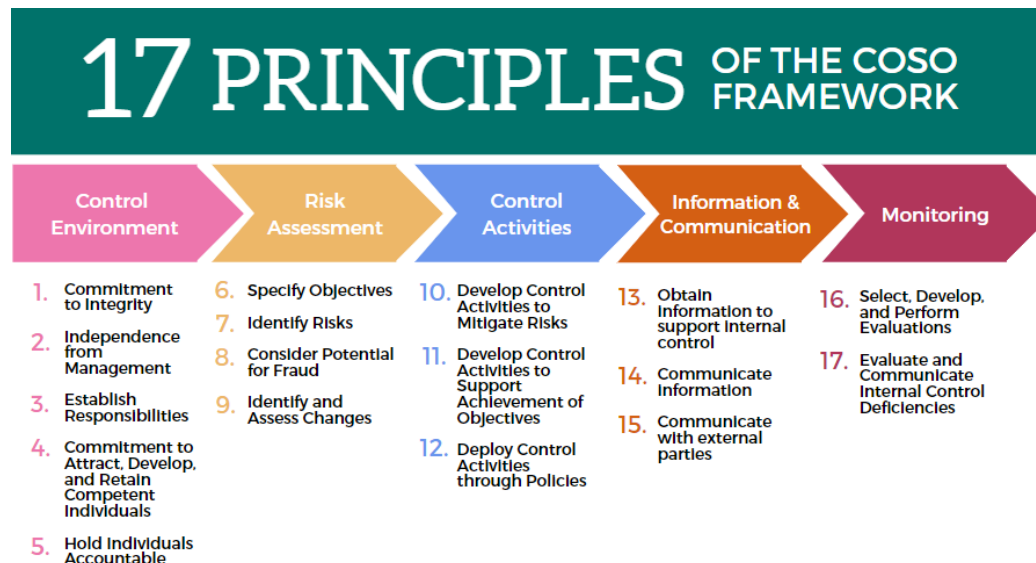 17 PRINCIPLES OF THE COSO
FRAMEWORK
Control
Environment
1. Commitment
to Integrity
2. Independence
from
Management
3. Establish
Responsibilities
4. Commitment to
Attract, Develop,
and Retain
Competent
Individuals
5. Hold Individuals
Accountable
Risk
Assessment
6. Specify Objectives
7. Identify Risks
8. Consider Potential
for Fraud
9. Identify and
Assess Changes
Control
Activities
10. Develop Control
Activities to
Mitigate Risks
11. Develop Control
Activities to
Support
Achievement of
Objectives
12. Deploy Control
Activities
through Policies
Information &
Communication
13. Obtain
Information to
support internal
control
14. Communicate
Information
15. Communicate
with external
parties
Monitoring
16. Select, Develop,
and Perform
Evaluations
17. Evaluate and
Communicate
Internal Control
Deficiencies